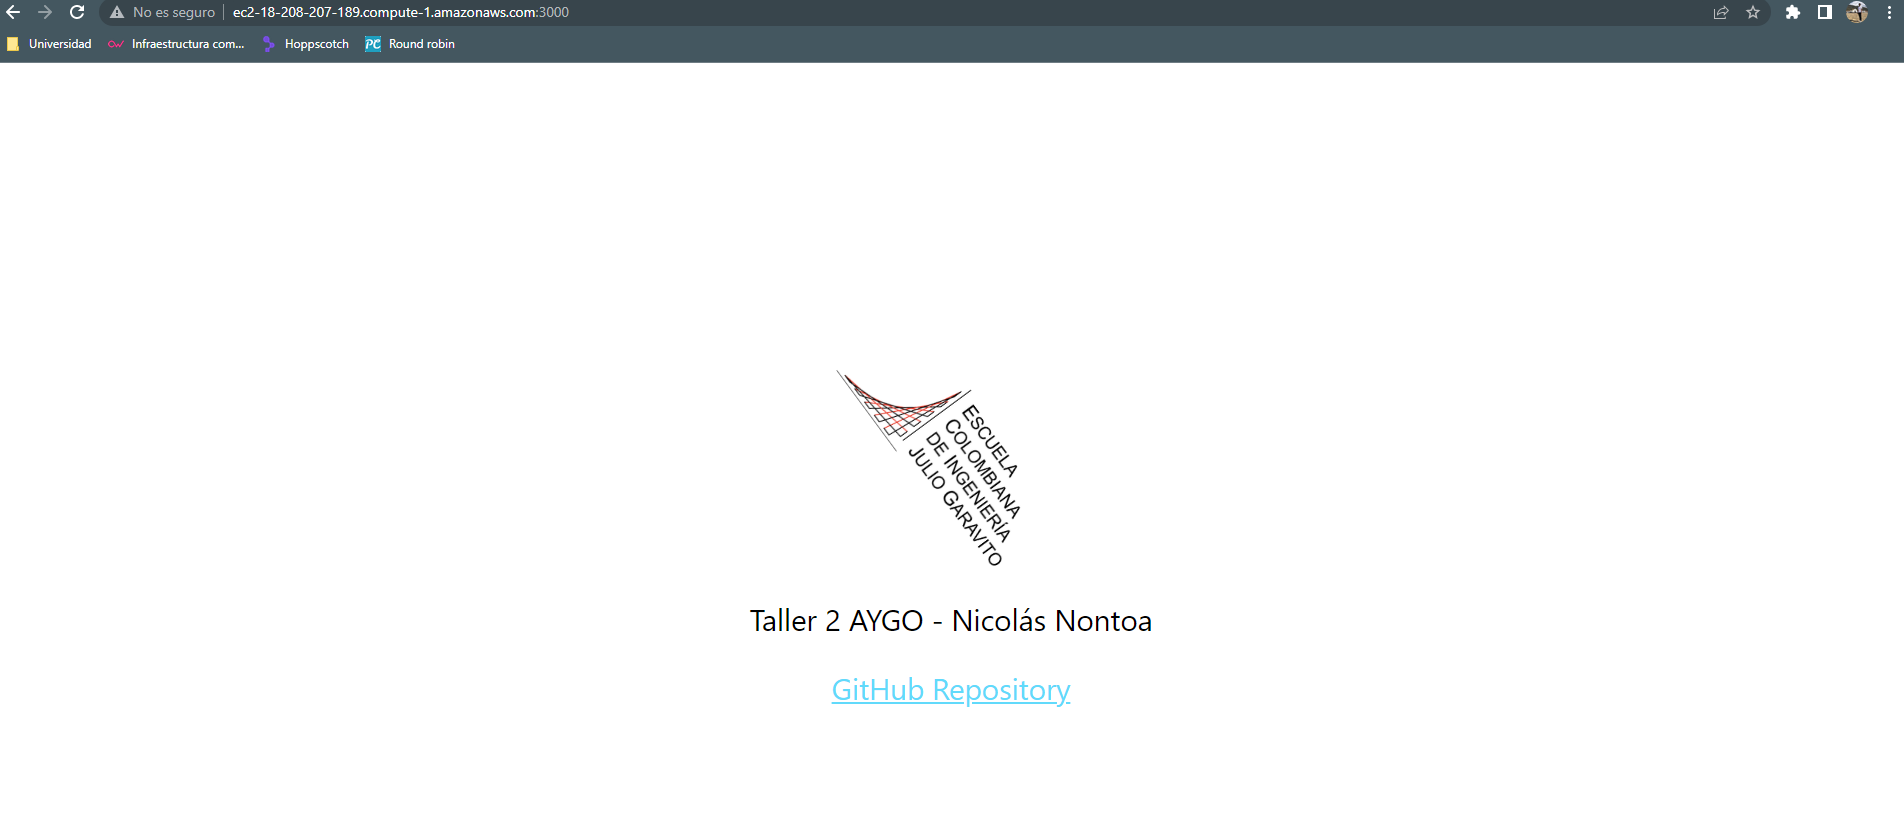 No es seguro ec2-18-208-207-189.compute-1.amazonaws.com:3000
Universidad Infraestructura com... Hoppscotch PC Round robin
ESCUELA
COLOMBIANA
DE INGENIERÍA
JULIO GARAVITO
Taller 2 AYGO - Nicolás Nontoa
GitHub Repository